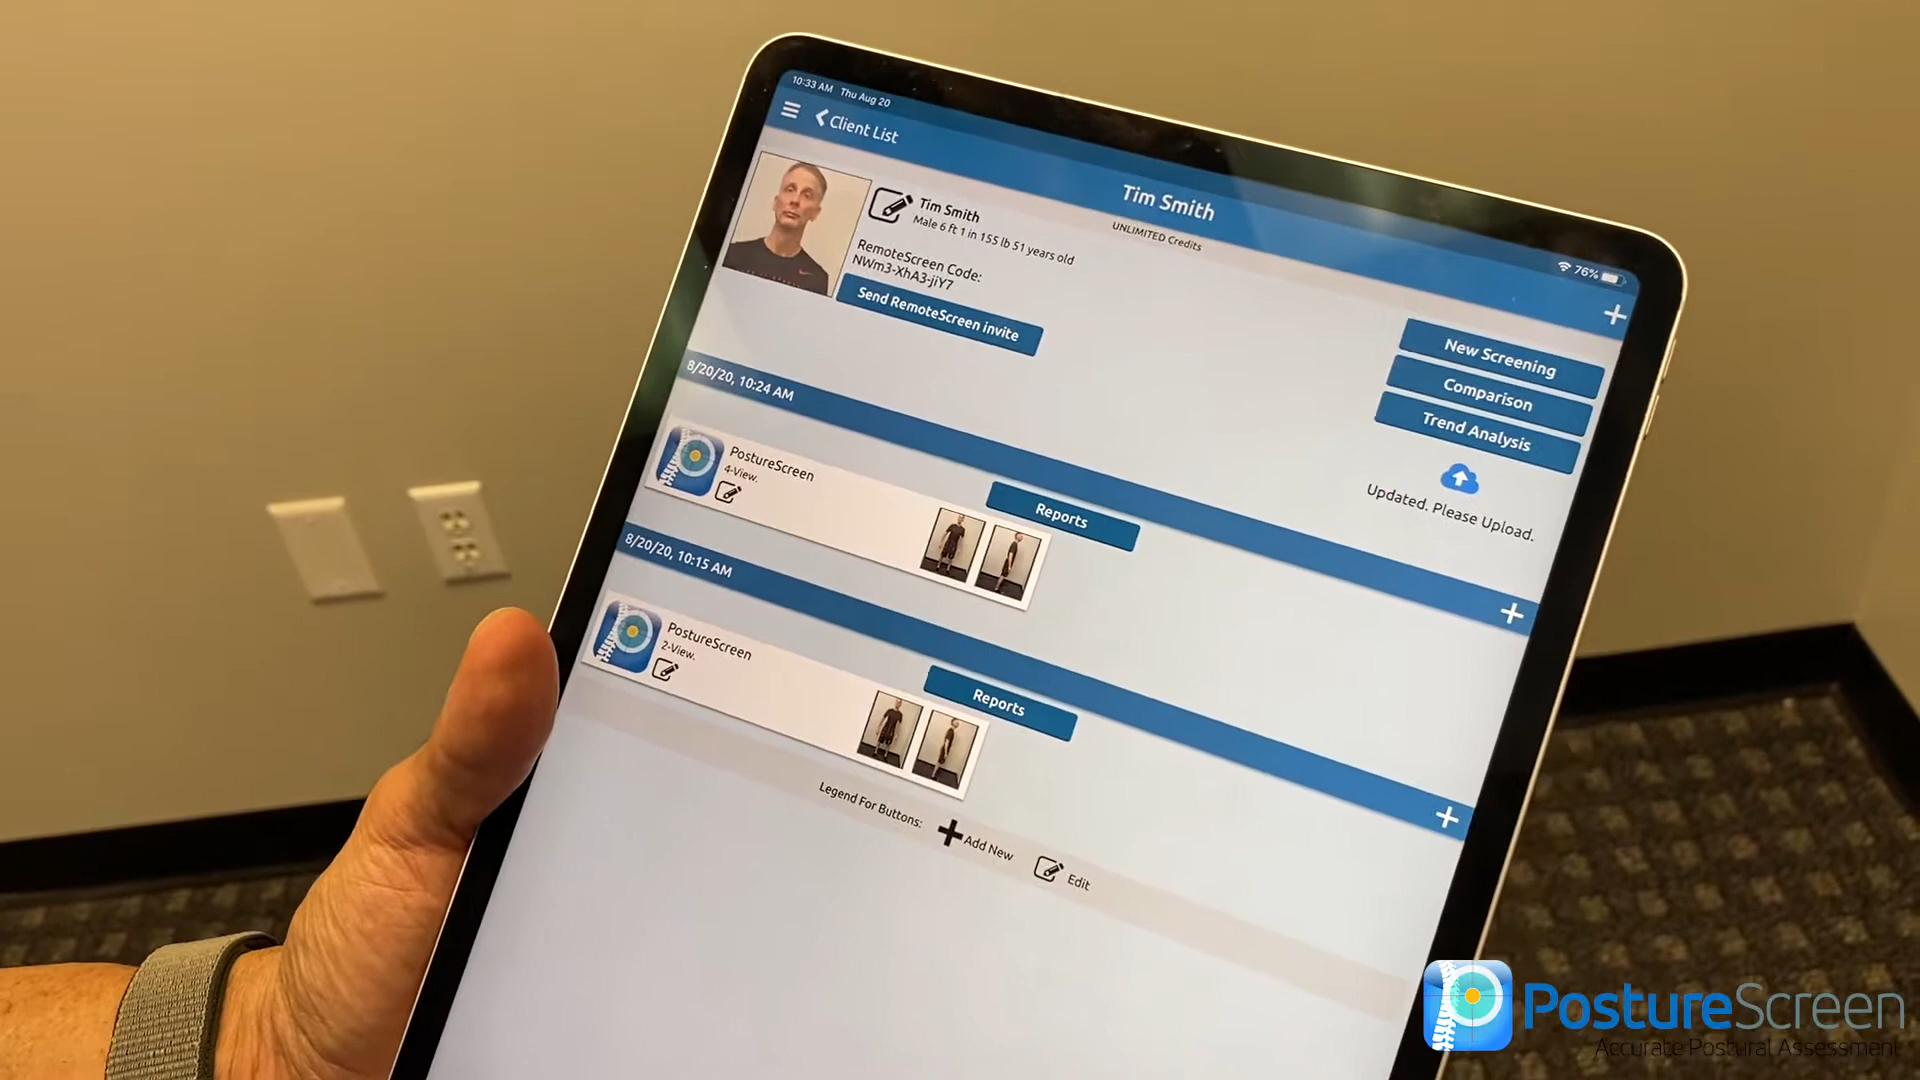 10:33 AM Thu Aug 20
76%
Client List
Tim Smith
UNLIMITED Credits
Tim Smith
Male 6 ft 1 in 155 lb 51 years old
RemoteScreen Code:
NWm3-XhA3-jiY7
Send RemoteScreen invite
New Screening
Comparison
Trend Analysis
Updated. Please Upload.
8/20/20, 10:24 AM
PostureScreen
4-View.
Reports
8/20/20, 10:15 AM
PostureScreen
2-View.
Reports
Legend For Buttons:
Add New
Edit
PostureScreen
Accurate Postural Assessment